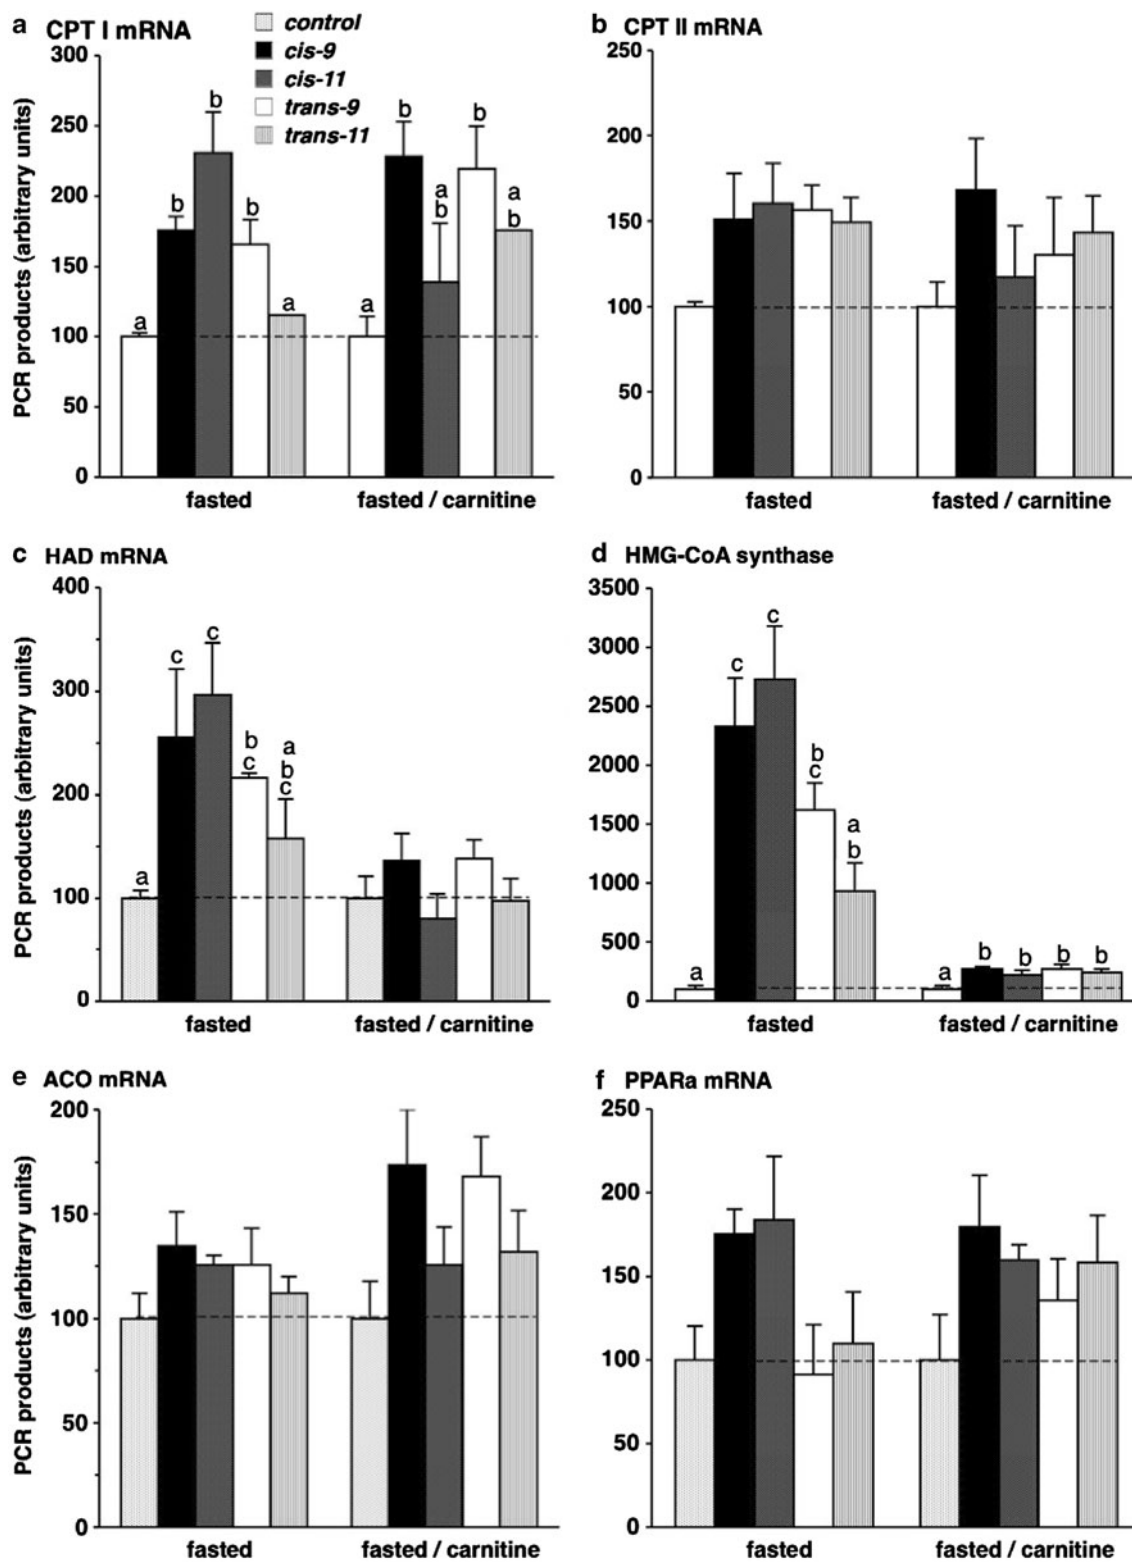 a CPT I mRNA
control
cis-9
cis-11
trans-9
trans-11
PCR products (arbitrary units)
300
250
200
150
100
50
0
a b b b a
a b a b b a b
fasted fasted / carnitine
b CPT II mRNA
250
200
150
100
50
0
fasted fasted / carnitine
c HAD mRNA
PCR products (arbitrary units)
400
300
200
100
0
a c c b c a b c
fasted fasted / carnitine
d HMG-CoA synthase
3500
3000
2500
2000
1500
1000
500
0
a c c b c a b
a b b b b
fasted fasted / carnitine
e ACO mRNA
PCR products (arbitrary units)
200
150
100
50
0
fasted fasted / carnitine
f PPARa mRNA
250
200
150
100
50
0
fasted fasted / carnitine